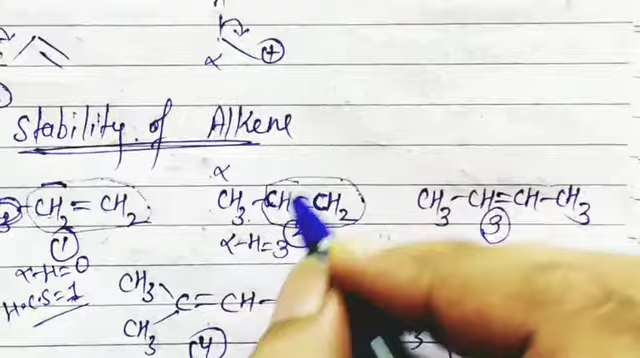 α +
Stability of Alkene
CH2=CH2 α CH3-CH CH2 CH3-CH=CH-CH3
(1) α-H=3 (3)
α-H=0
H.C.S=1 CH3
C=CH-
CH3 (4)